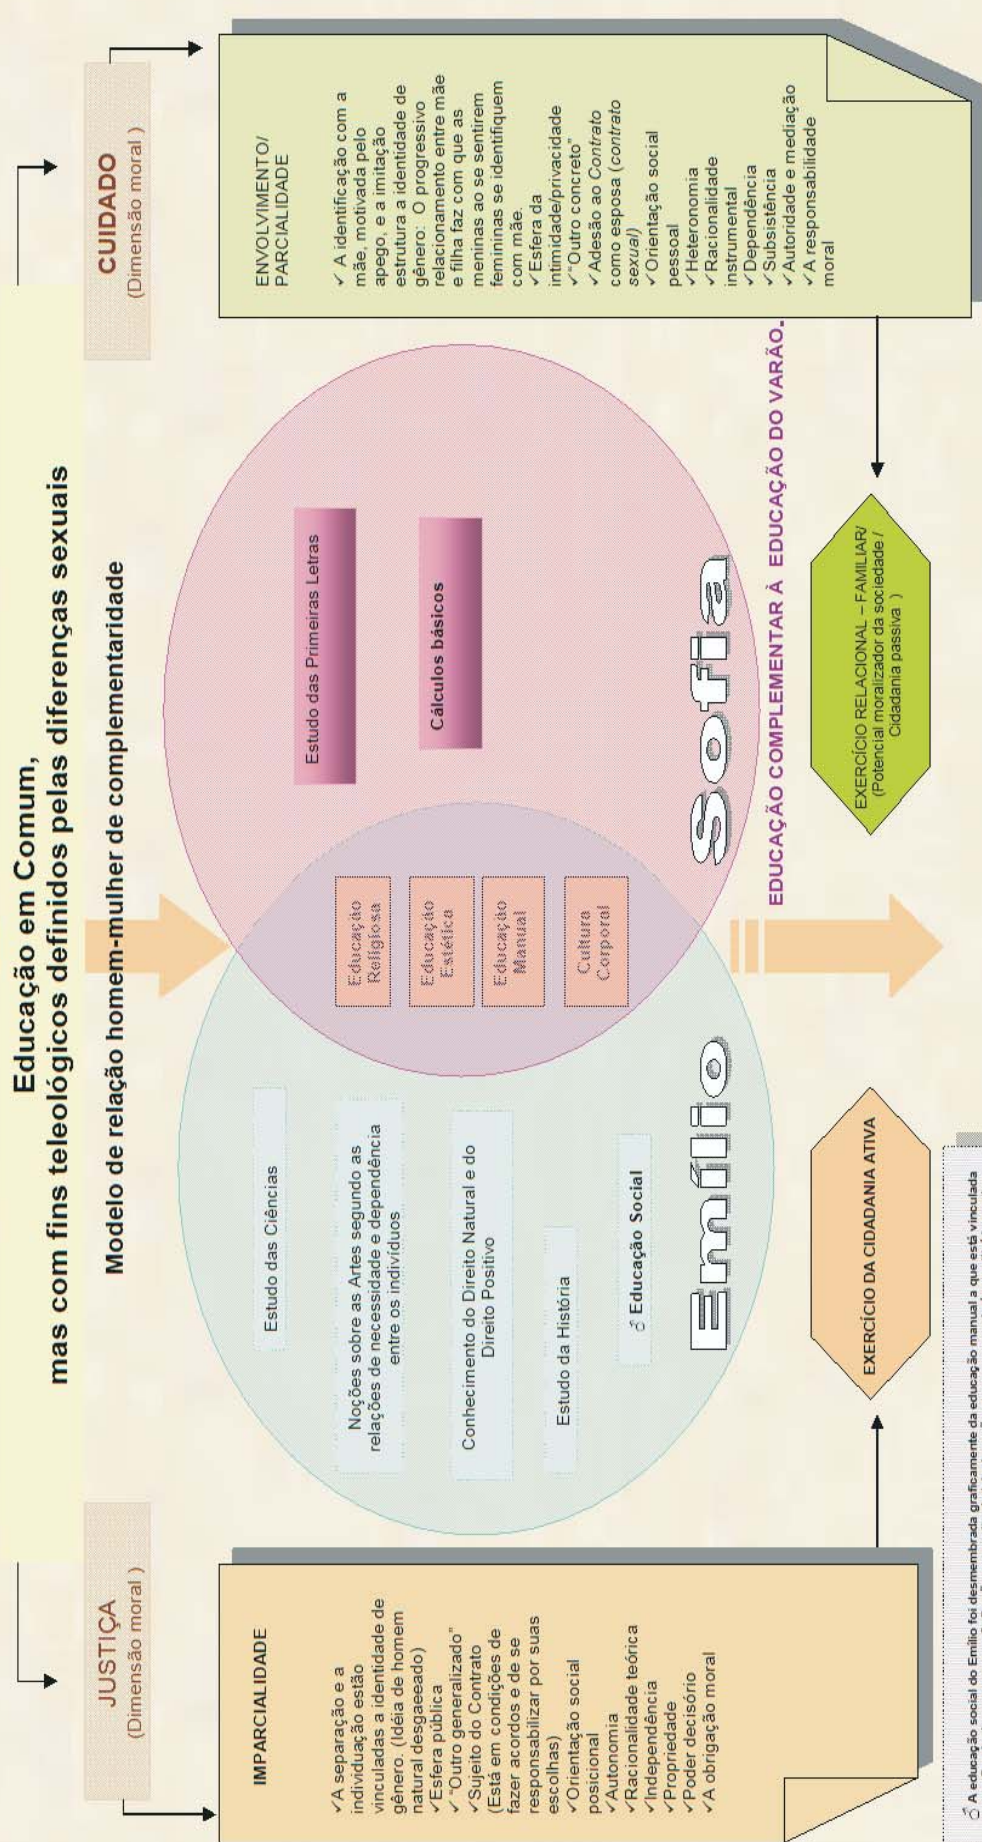 Educação em Comum,
mas com fins teleológicos definidos pelas diferenças sexuais
Modelo de relação homem-mulher de complementaridade
JUSTIÇA
(Dimensão moral )
CUIDADO
(Dimensão moral )
IMPARCIALIDADE
✓A separação e a
individuação estão
vinculadas a identidade de
gênero. (Ideia de homem
natural desgaeeado)
✓Esfera pública
✓ "Outro generalizado"
✓Sujeito do Contrato
(Está em condições de
fazer acordos e de se
responsabilizar por suas
escolhas)
✓Orientação social
posicional
✓Autonomia
✓Racionalidade teórica
✓Independência
✓Propriedade
✓Poder decisório
✓A obrigação moral
Estudo das Ciências
Noções sobre as Artes segundo as
relações de necessidade e dependência
entre os indivíduos
Conhecimento do Direito Natural e do
Direito Positivo
Estudo da História
♂ Educação Social
Emílio
Educação
Religiosa
Educação
Estética
Educação
Manual
Cultura
Corporal
Estudo das Primeiras Letras
Cálculos básicos
Sofia
EDUCAÇÃO COMPLEMENTAR À EDUCAÇÃO DO VARÃO.
ENVOLVIMENTO/
PARCIALIDADE
✓ A identificação com a
mãe, motivada pelo
apego, e a imitação
estrutura a identidade de
gênero: O progressivo
relacionamento entre mãe
e filha faz com que as
meninas ao se sentirem
femininas se identifiquem
com mãe.
✓Esfera da
intimidade/privacidade
✓"Outro concreto"
✓Adesão ao Contrato
como esposa (contrato
sexual)
✓Orientação social
pessoal
✓Heteronomia
✓Racionalidade
instrumental
✓Dependência
✓Subsistência
✓Autoridade e mediação
✓A responsabilidade
moral
EXERCÍCIO DA CIDADANIA ATIVA
EXERCÍCIO RELACIONAL – FAMILIAR/
(Potencial moralizador da sociedade /
Cidadania passiva )
♂ A educação social do Emílio foi desmembrada graficamente da educação manual a que está vinculada